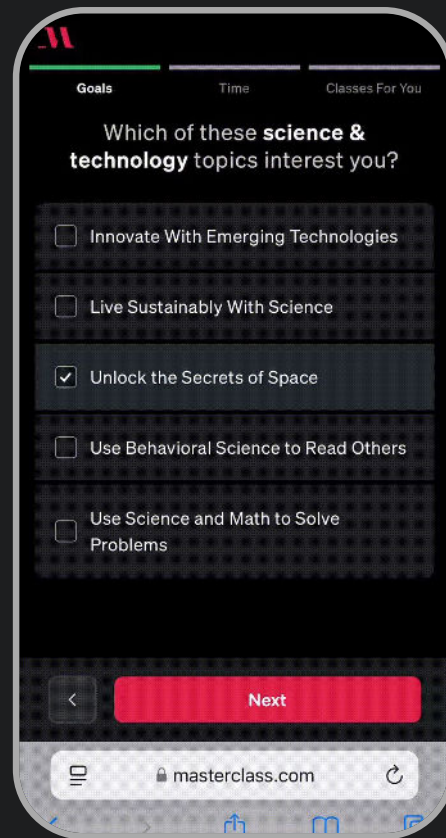 Goals
Time
Classes For You
Which of these science &
technology topics interest you?
Innovate With Emerging Technologies
Live Sustainably With Science
Unlock the Secrets of Space
Use Behavioral Science to Read Others
Use Science and Math to Solve
Problems
Next
masterclass.com